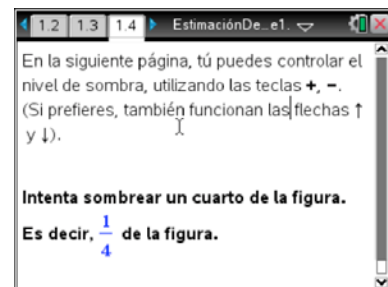 1.2 1.3 1.4 EstimaciónDe…e1.
En la siguiente página, tú puedes controlar el
nivel de sombra, utilizando las teclas +, −.
(Si prefieres, también funcionan las flechas ↑
y ↓).
Intenta sombrear un cuarto de la figura.
Es decir, 1/4 de la figura.